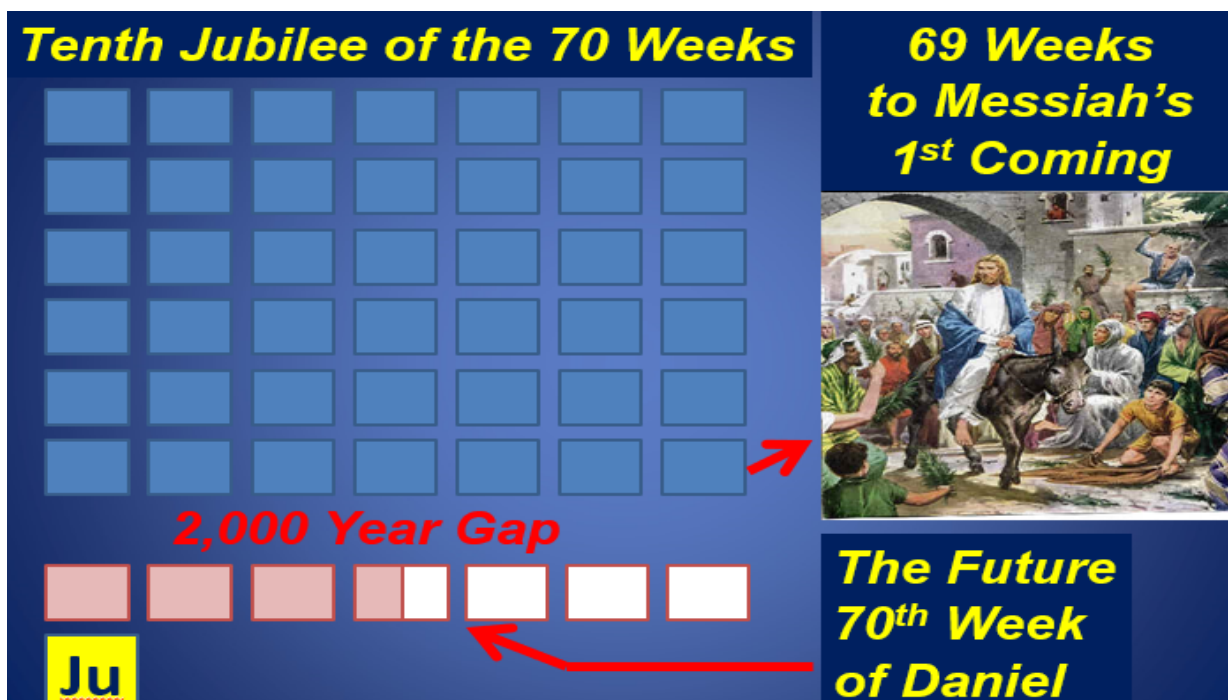 Tenth Jubilee of the 70 Weeks
69 Weeks
to Messiah's
1st Coming
2,000 Year Gap
The Future
70th Week
of Daniel
Ju